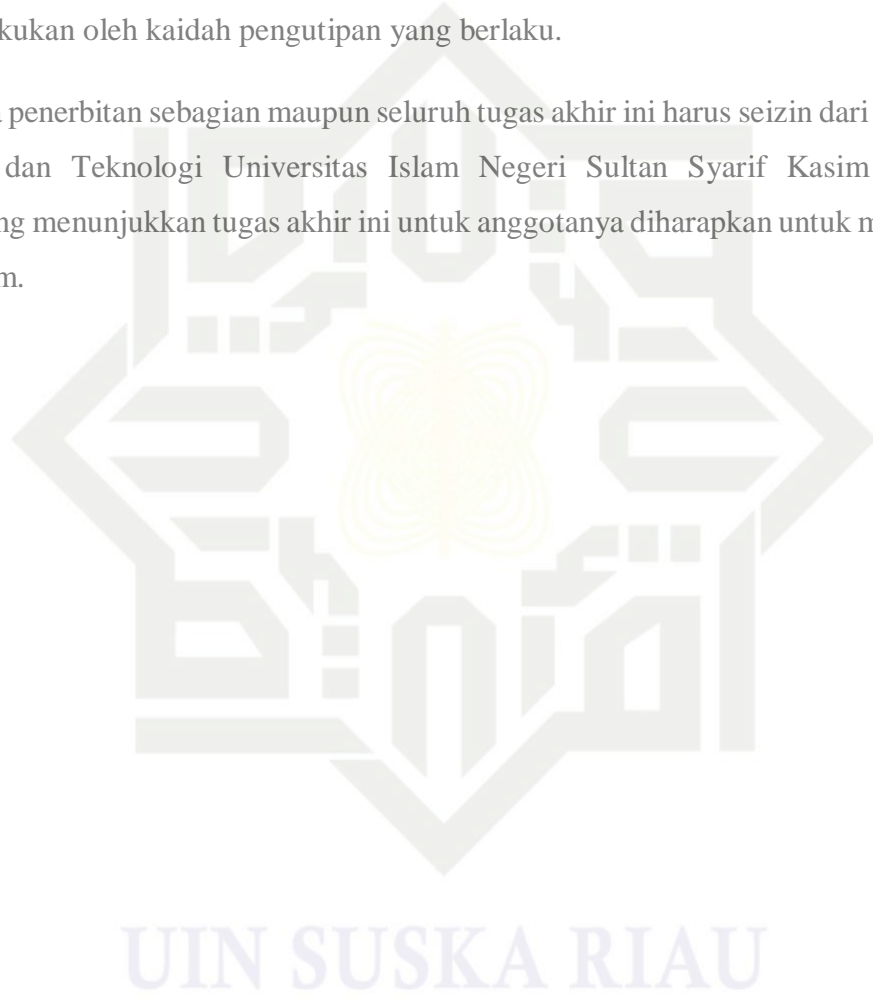 kukan oleh kaidah pengutipan yang berlaku.
penerbitan sebagian maupun seluruh tugas akhir ini harus seizin dari
dan Teknologi Universitas Islam Negeri Sultan Syarif Kasim
ng menunjukkan tugas akhir ini untuk anggotanya diharapkan untuk m
m.
UIN SUSKA RIAU